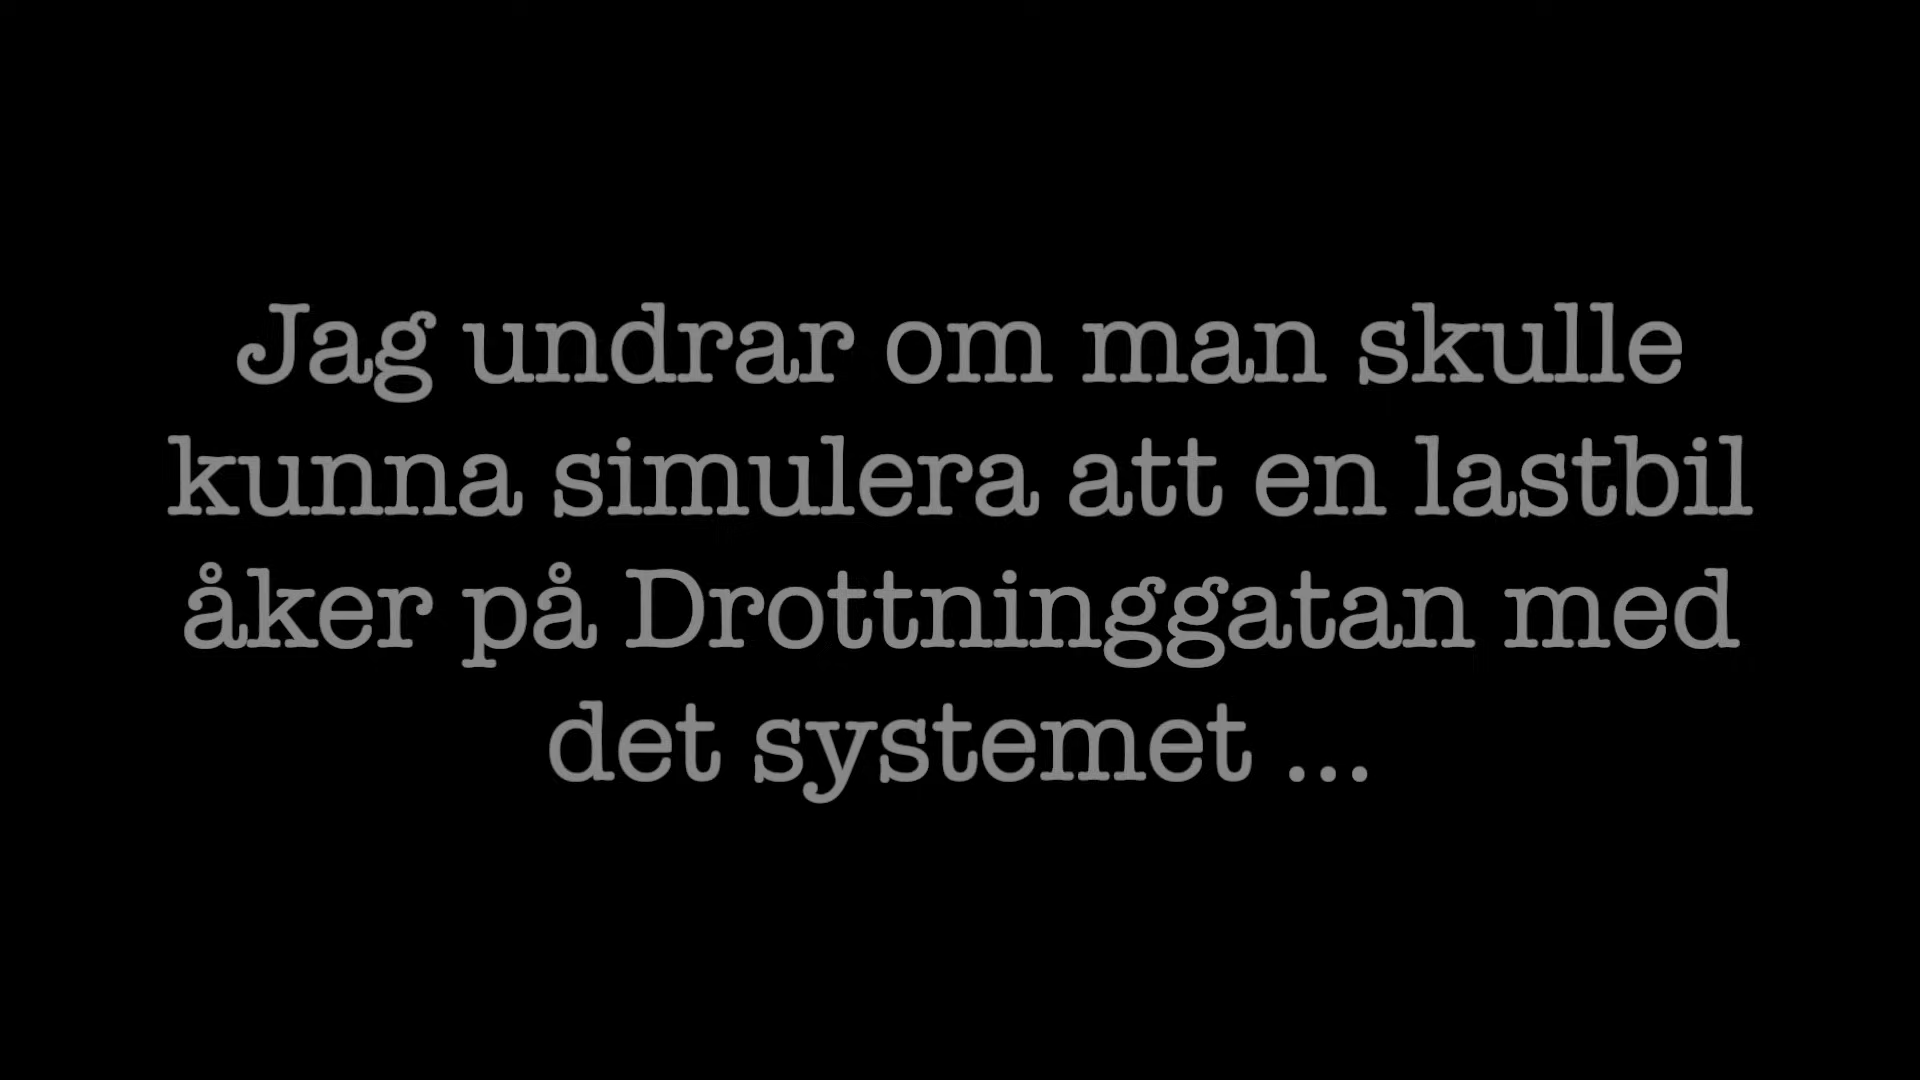 Jag undrar om man skulle
kunna simulera att en lastbil
åker på Drottninggatan med
det systemet ...